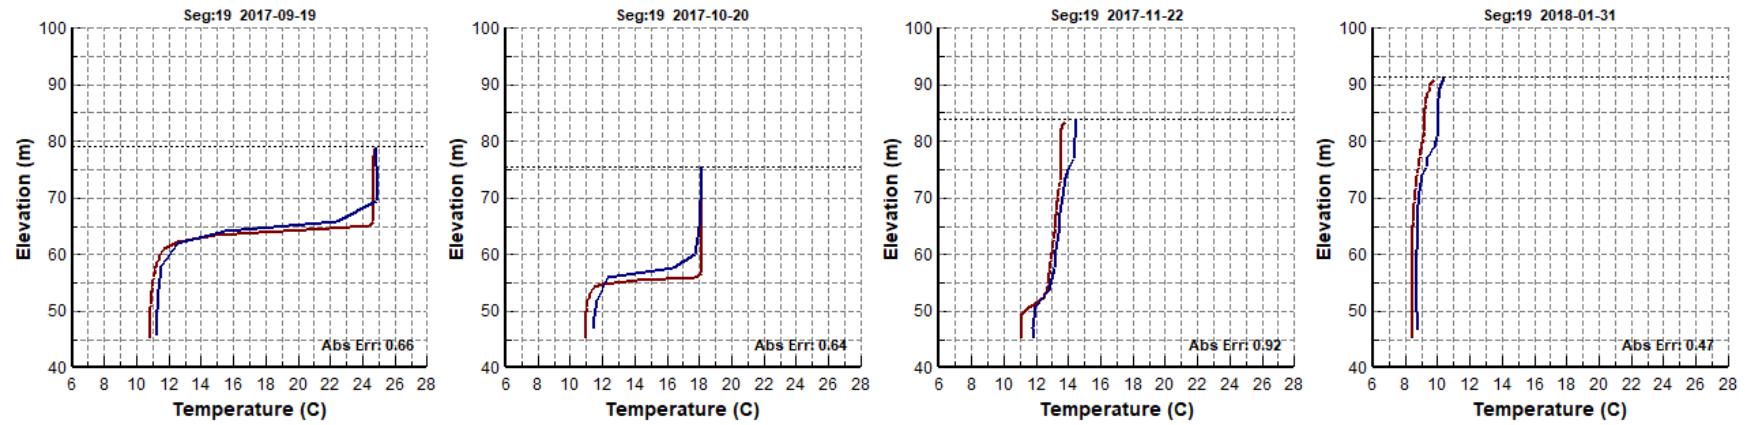 Seg:19 2017-09-19
Elevation (m)
100
90
80
70
60
50
40
Abs Err: 0.66
6 8 10 12 14 16 18 20 22 24 26 28
Temperature (C)
Seg:19 2017-10-20
Elevation (m)
100
90
80
70
60
50
40
Abs Err: 0.64
6 8 10 12 14 16 18 20 22 24 26 28
Temperature (C)
Seg:19 2017-11-22
Elevation (m)
100
90
80
70
60
50
40
Abs Err: 0.92
6 8 10 12 14 16 18 20 22 24 26 28
Temperature (C)
Seg:19 2018-01-31
Elevation (m)
100
90
80
70
60
50
40
Abs Err: 0.47
6 8 10 12 14 16 18 20 22 24 26 28
Temperature (C)